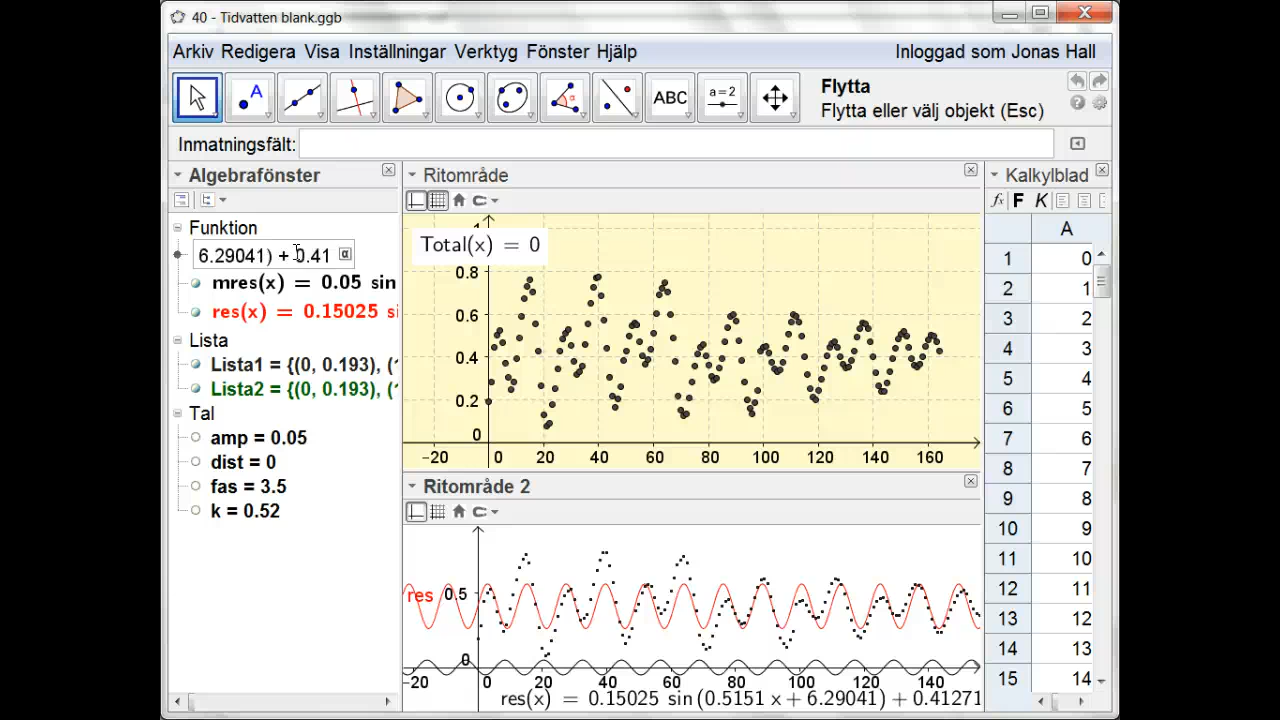 40 - Tidvatten blank.ggb
Arkiv Redigera Visa Inställningar Verktyg Fönster Hjälp Inloggad som Jonas Hall
A ABC a=2 Flytta
Flytta eller välj objekt (Esc)
Inmatningsfält:
Algebrafönster
Funktion
6.29041) + 0.41 α
mres(x) = 0.05 sin
res(x) = 0.15025 si
Lista
Lista1 = {(0, 0.193), (
Lista2 = {(0, 0.193), (
Tal
amp = 0.05
dist = 0
fas = 3.5
k = 0.52
Ritområde
Total(x) = 0
1
0.8
0.6
0.4
0.2
0
−20 0 20 40 60 80 100 120 140 160
Ritområde 2
res
0.5
0
−20 0 20 40 60 80 100 120 140
res(x) = 0.15025 sin(0.5151 x + 6.29041) + 0.41271
Kalkylblad
fx F K
A
1 0
2 1
3 2
4 3
5 4
6 5
7 6
8 7
9 8
10 9
11 10
12 11
13 12
14 13
15 14